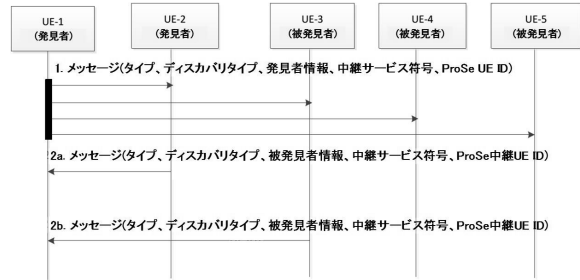 UE-1
(発見者)
UE-2
(発見者)
UE-3
(被発見者)
UE-4
(被発見者)
UE-5
(被発見者)
1. メッセージ(タイプ、ディスカバリタイプ、発見者情報、中継サービス符号、ProSe UE ID)
2a. メッセージ(タイプ、ディスカバリタイプ、被発見者情報、中継サービス符号、ProSe中継UE ID)
2b. メッセージ(タイプ、ディスカバリタイプ、被発見者情報、中継サービス符号、ProSe中継UE ID)